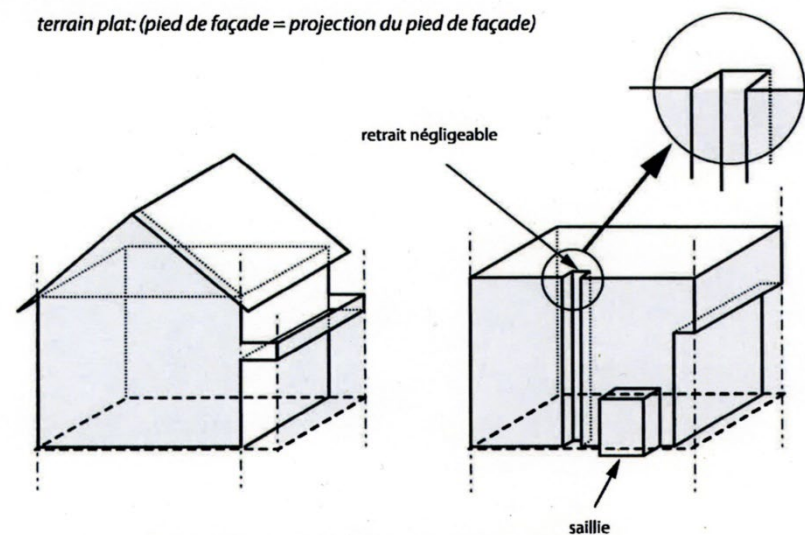 terrain plat: (pied de façade = projection du pied de façade)
retrait négligeable
saillie